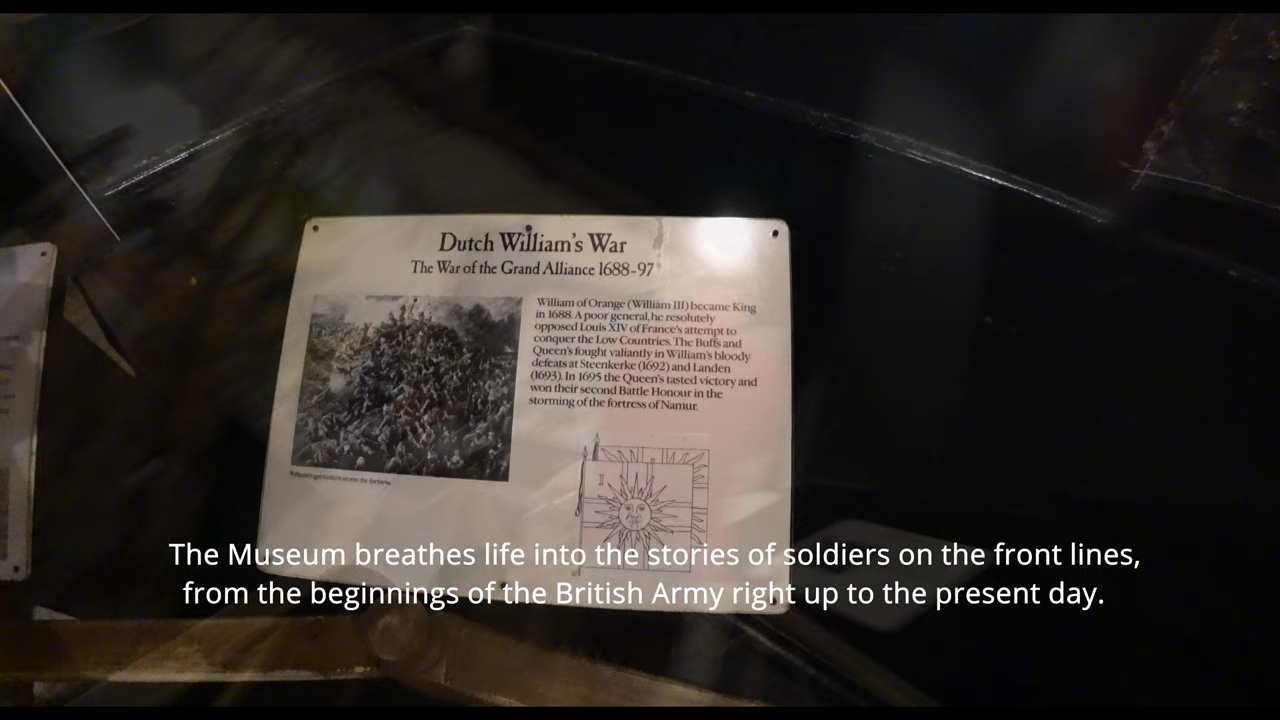 Dutch William's War
The War of the Grand Alliance 1688-97
William of Orange (William III) became King
in 1688. A poor general, he resolutely
opposed Louis XIV of France's attempt to
conquer the Low Countries. The Buffs and
Queen's fought valiantly in William's bloody
defeats at Steenkerke (1692) and Landen
(1693). In 1695 the Queen's tasted victory and
won their second Battle Honour in the
storming of the fortress of Namur.
William's grenadiers storm the fortress.
I
The Museum breathes life into the stories of soldiers on the front lines,
from the beginnings of the British Army right up to the present day.